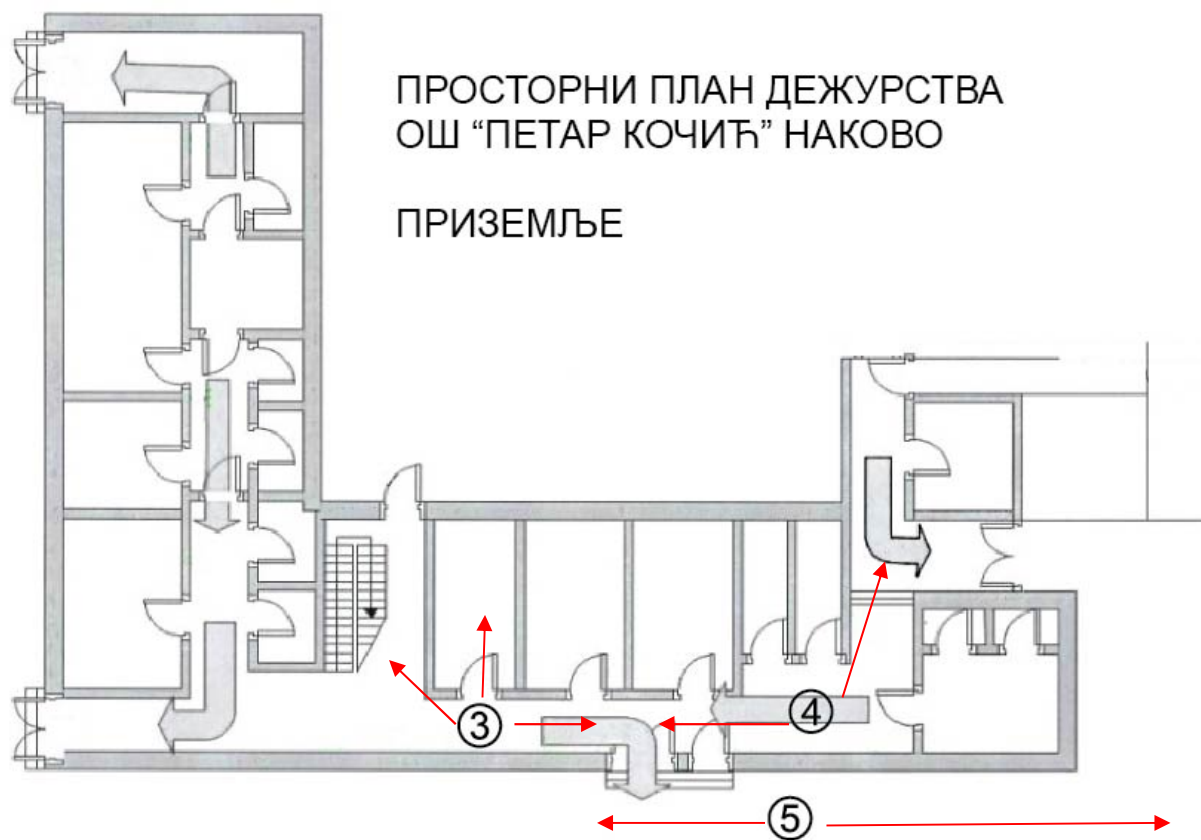 ПРОСТОРНИ ПЛАН ДЕЖУРСТВА
ОШ “ПЕТАР КОЧИЋ” НАКОВО
ПРИЗЕМЉЕ
3
4
5